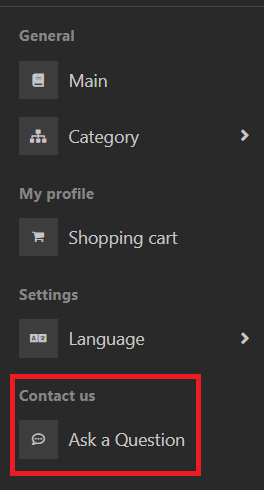 General
Main
Category
My profile
Shopping cart
Settings
Language
Contact us
Ask a Question